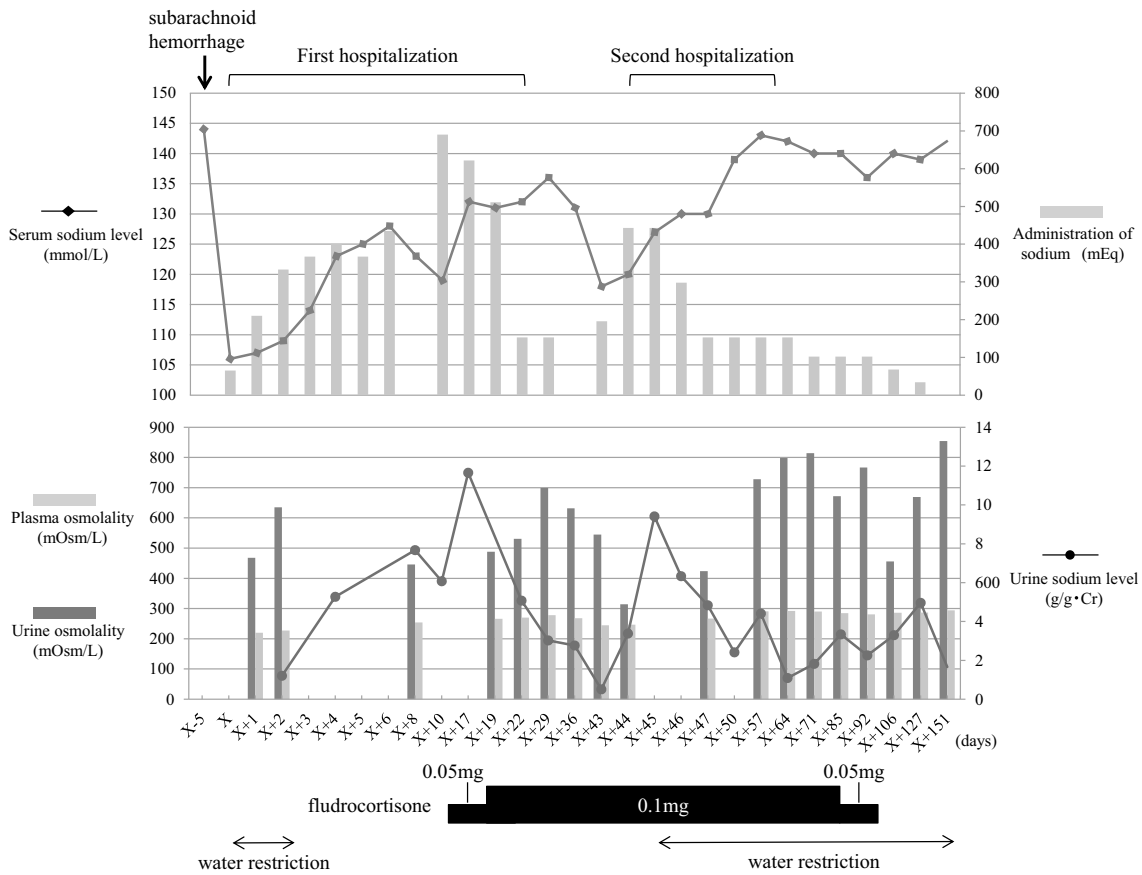 subarachnoid
hemorrhage
First hospitalization
Second hospitalization
150
145
140
135
130
125
120
115
110
105
100
800
700
600
500
400
300
200
100
0
Serum sodium level
(mmol/L)
Administration of
sodium (mEq)
900
800
700
600
500
400
300
200
100
0
14
12
10
8
600
4
2
0
Plasma osmolality
(mOsm/L)
Urine osmolality
(mOsm/L)
Urine sodium level
(g/g•Cr)
X-5
X
X+1
X+2
X+3
X+4
X+5
X+6
X+8
X+10
X+17
X+19
X+22
X+29
X+36
X+43
X+44
X+45
X+46
X+47
X+50
X+57
X+64
X+71
X+85
X+92
X+106
X+127
X+151
(days)
0.05mg
0.05mg
fludrocortisone
0.1mg
water restriction
water restriction